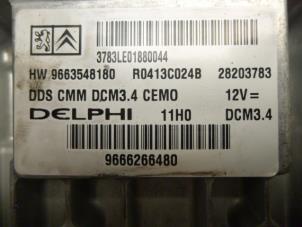 3783LE01880044
HW 9663548180 R0413C024B 28203783
DDS CMM DCM3.4 CEMO 12V=
DELPHI 11H0 DCM3.4
9666266480